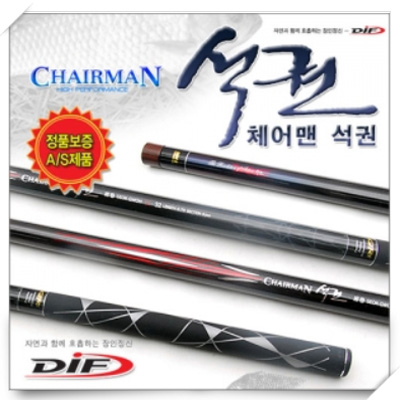 자연과 함께 호흡하는 장인정신 - DIF
CHAIRMAN
HIGH PERFORMANCE
석권
체어맨 석권
정품보증
A/S제품
CHAIRMAN 석권
자연과 함께 호흡하는 장인정신
DIF